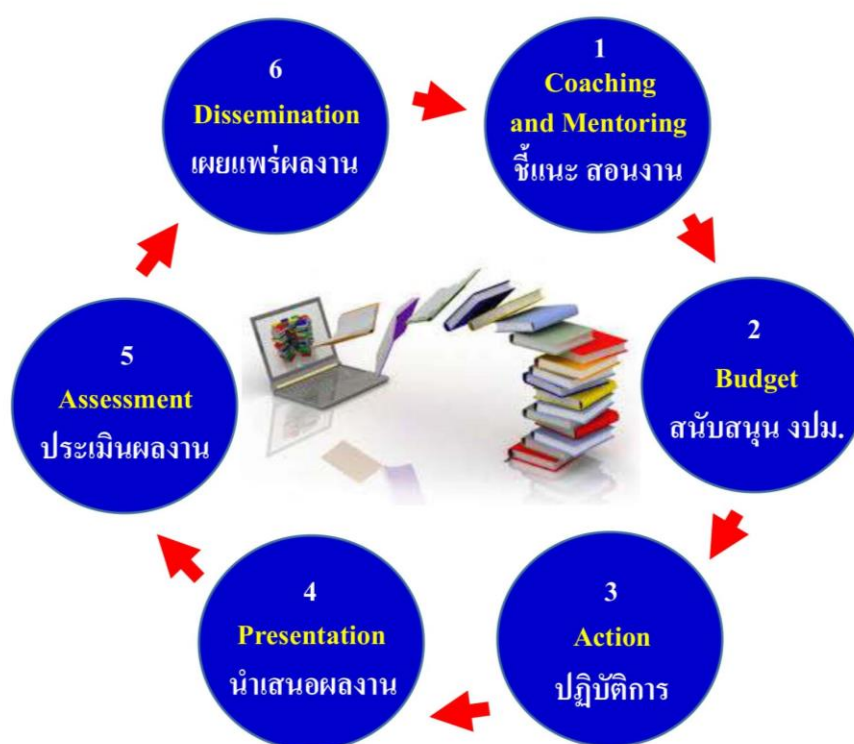 1
Coaching
and Mentoring
ชี้แนะ สอนงาน
2
Budget
สนับสนุน งปม.
3
Action
ปฏิบัติการ
4
Presentation
นำเสนอผลงาน
5
Assessment
ประเมินผลงาน
6
Dissemination
เผยแพร่ผลงาน